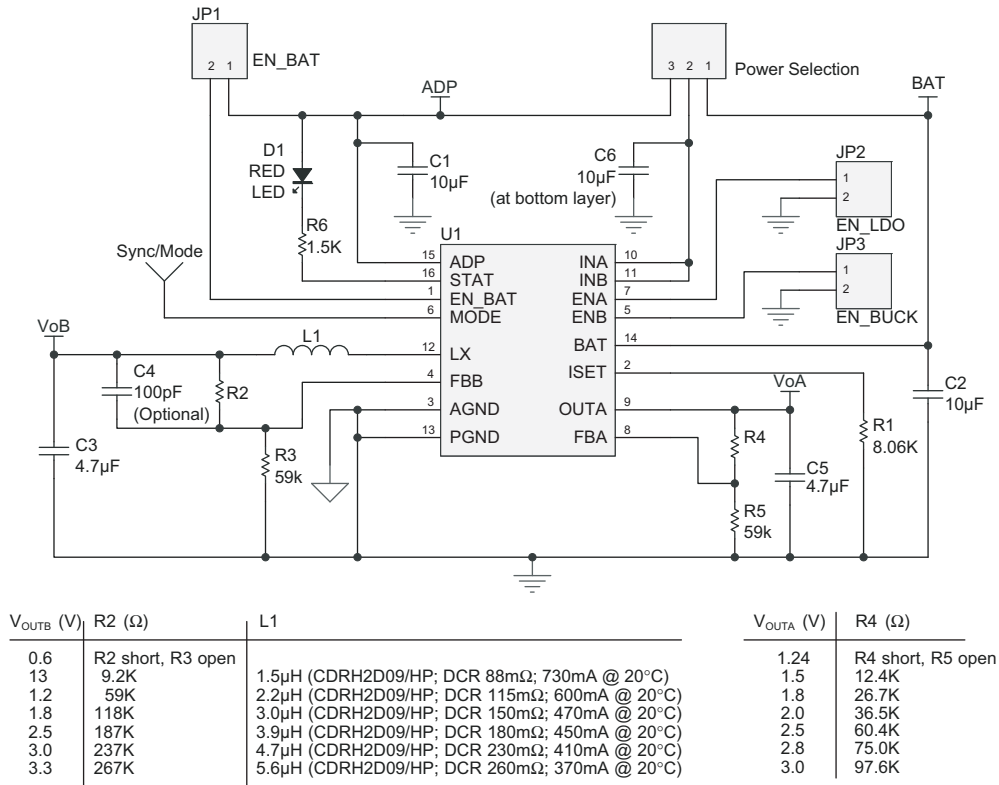 JP1
2 1
EN_BAT
ADP
3 2 1
Power Selection
BAT
D1
RED
LED
C1
10µF
C6
10µF
(at bottom layer)
JP2
1
2
EN_LDO
R6
1.5K
U1
JP3
1
2
EN_BUCK
Sync/Mode
15 ADP
16 STAT
1 EN_BAT
6 MODE
12 LX
4 FBB
3 AGND
13 PGND
INA 10
INB 11
ENA 7
ENB 5
BAT 14
ISET 2
OUTA 9
FBA 8
VoB
L1
C4
100pF
(Optional)
R2
C3
4.7µF
R3
59k
VoA
R4
C5
4.7µF
R5
59k
R1
8.06K
C2
10µF
VOUTB (V) R2 (Ω) L1
0.6 R2 short, R3 open
13 9.2K 1.5µH (CDRH2D09/HP; DCR 88mΩ; 730mA @ 20°C)
1.2 59K 2.2µH (CDRH2D09/HP; DCR 115mΩ; 600mA @ 20°C)
1.8 118K 3.0µH (CDRH2D09/HP; DCR 150mΩ; 470mA @ 20°C)
2.5 187K 3.9µH (CDRH2D09/HP; DCR 180mΩ; 450mA @ 20°C)
3.0 237K 4.7µH (CDRH2D09/HP; DCR 230mΩ; 410mA @ 20°C)
3.3 267K 5.6µH (CDRH2D09/HP; DCR 260mΩ; 370mA @ 20°C)
VOUTA (V) R4 (Ω)
1.24 R4 short, R5 open
1.5 12.4K
1.8 26.7K
2.0 36.5K
2.5 60.4K
2.8 75.0K
3.0 97.6K